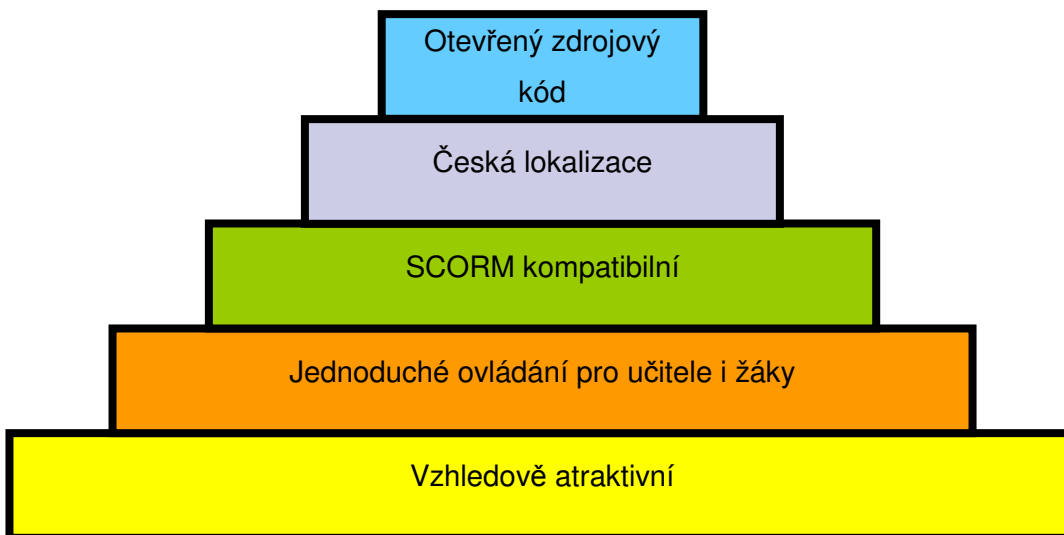 Otevřený zdrojový
kód
Česká lokalizace
SCORM kompatibilní
Jednoduché ovládání pro učitele i žáky
Vzhledově atraktivní